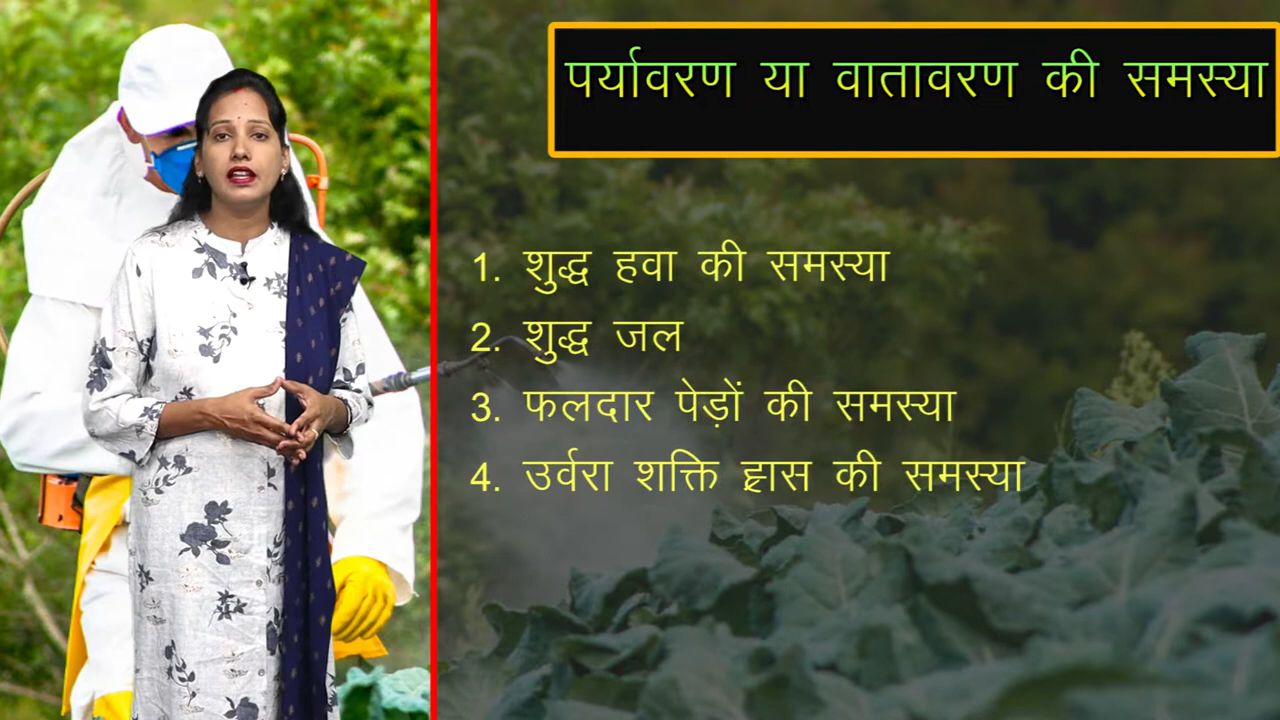 पर्यावरण या वातावरण की समस्या
1. शुद्ध हवा की समस्या
2. शुद्ध जल
3. फलदार पेड़ों की समस्या
4. उर्वरा शक्ति ह्रास की समस्या